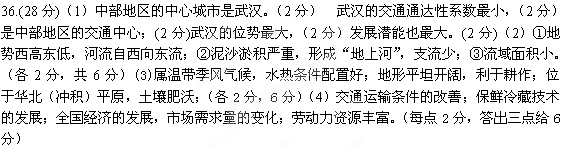 36.(28 分)（1）中部地区的中心城市是武汉。（2 分） 武汉的交通通达性系数最小，（2 分）
是中部地区的交通中心；（2 分)武汉的位势最大，（2 分）发展潜能也最大。（2 分）（2）①地
势西高东低，河流自西向东流；②泥沙淤积严重，形成“地上河”，支流少；③流域面积小。
（各 2 分，共 6 分）(3)属温带季风气候，水热条件配置好；地形平坦开阔，利于耕作；位
于华北（冲积）平原，土壤肥沃；（各 2 分，6 分）（4）交通运输条件的改善；保鲜冷藏技术
的发展；全国经济的发展，市场需求量的变化；劳动力资源丰富。（每点 2 分，答出三点给 6
分）